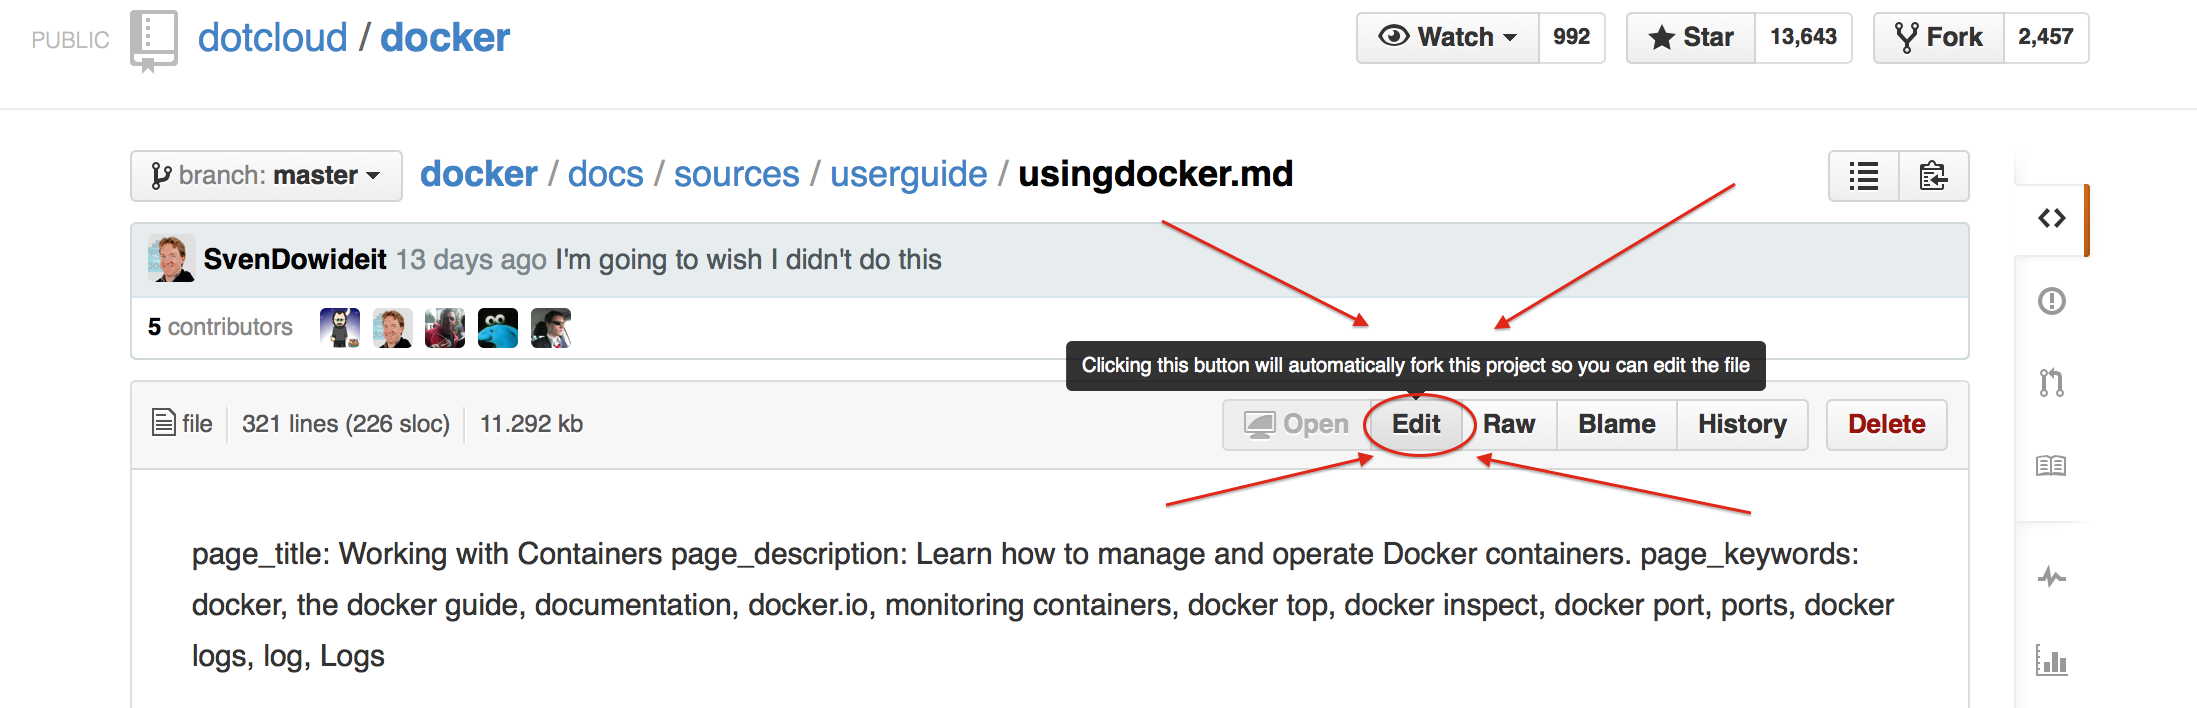 PUBLIC dotcloud / docker Watch 992 Star 13,643 Fork 2,457
branch: master docker / docs / sources / userguide / usingdocker.md
SvenDowideit 13 days ago I'm going to wish I didn't do this
5 contributors
Clicking this button will automatically fork this project so you can edit the file
file 321 lines (226 sloc) 11.292 kb Open Edit Raw Blame History Delete
page_title: Working with Containers page_description: Learn how to manage and operate Docker containers. page_keywords:
docker, the docker guide, documentation, docker.io, monitoring containers, docker top, docker inspect, docker port, ports, docker
logs, log, Logs